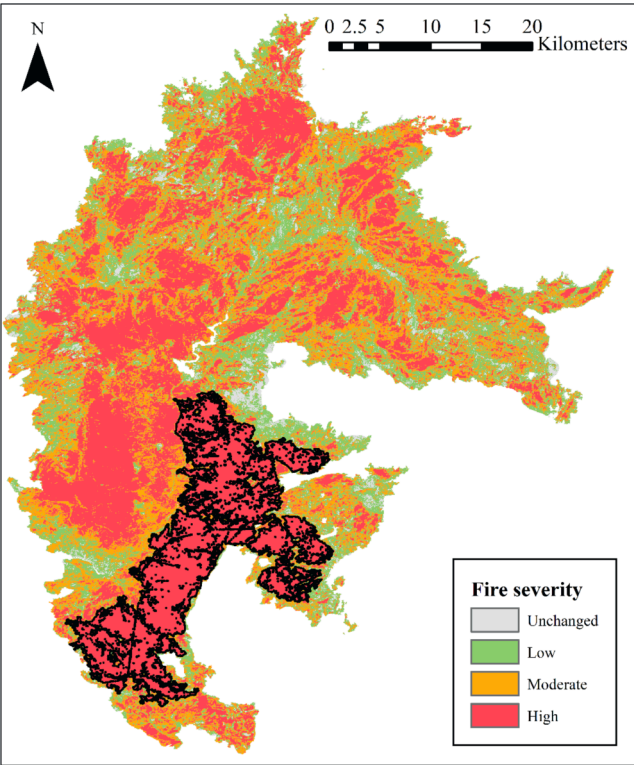 N
0 2.5 5 10 15 20
Kilometers
Fire severity
Unchanged
Low
Moderate
High